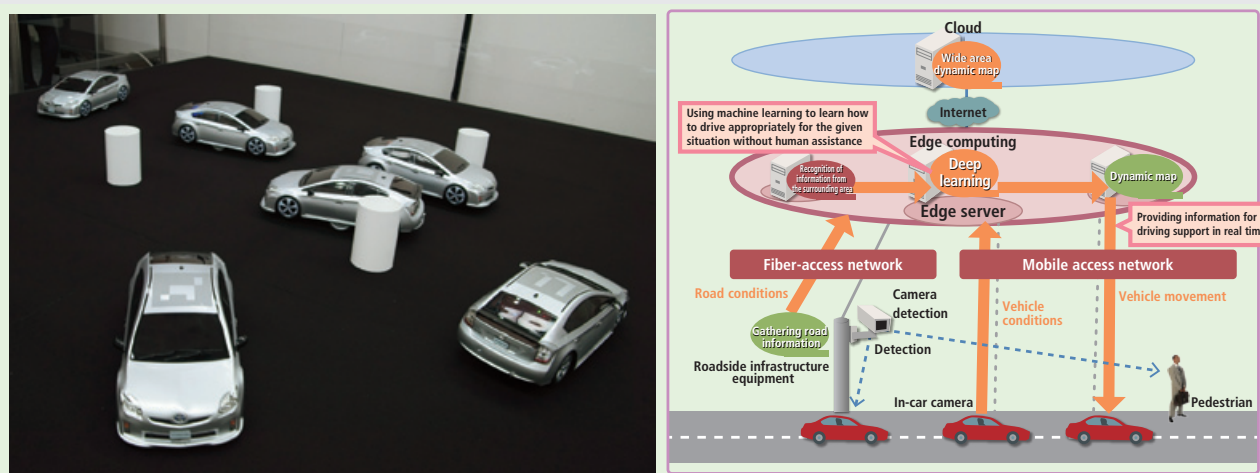 Cloud
Wide area
dynamic map
Internet
Using machine learning to learn how
to drive appropriately for the given
situation without human assistance
Edge computing
Recognition of
information from
the surrounding area
Deep
learning
Dynamic map
Edge server
Providing information for
driving support in real tim
Fiber-access network
Mobile access network
Road conditions
Camera
detection
Vehicle
conditions
Vehicle movement
Gathering road
information
Detection
Roadside infrastructure
equipment
In-car camera
Pedestrian